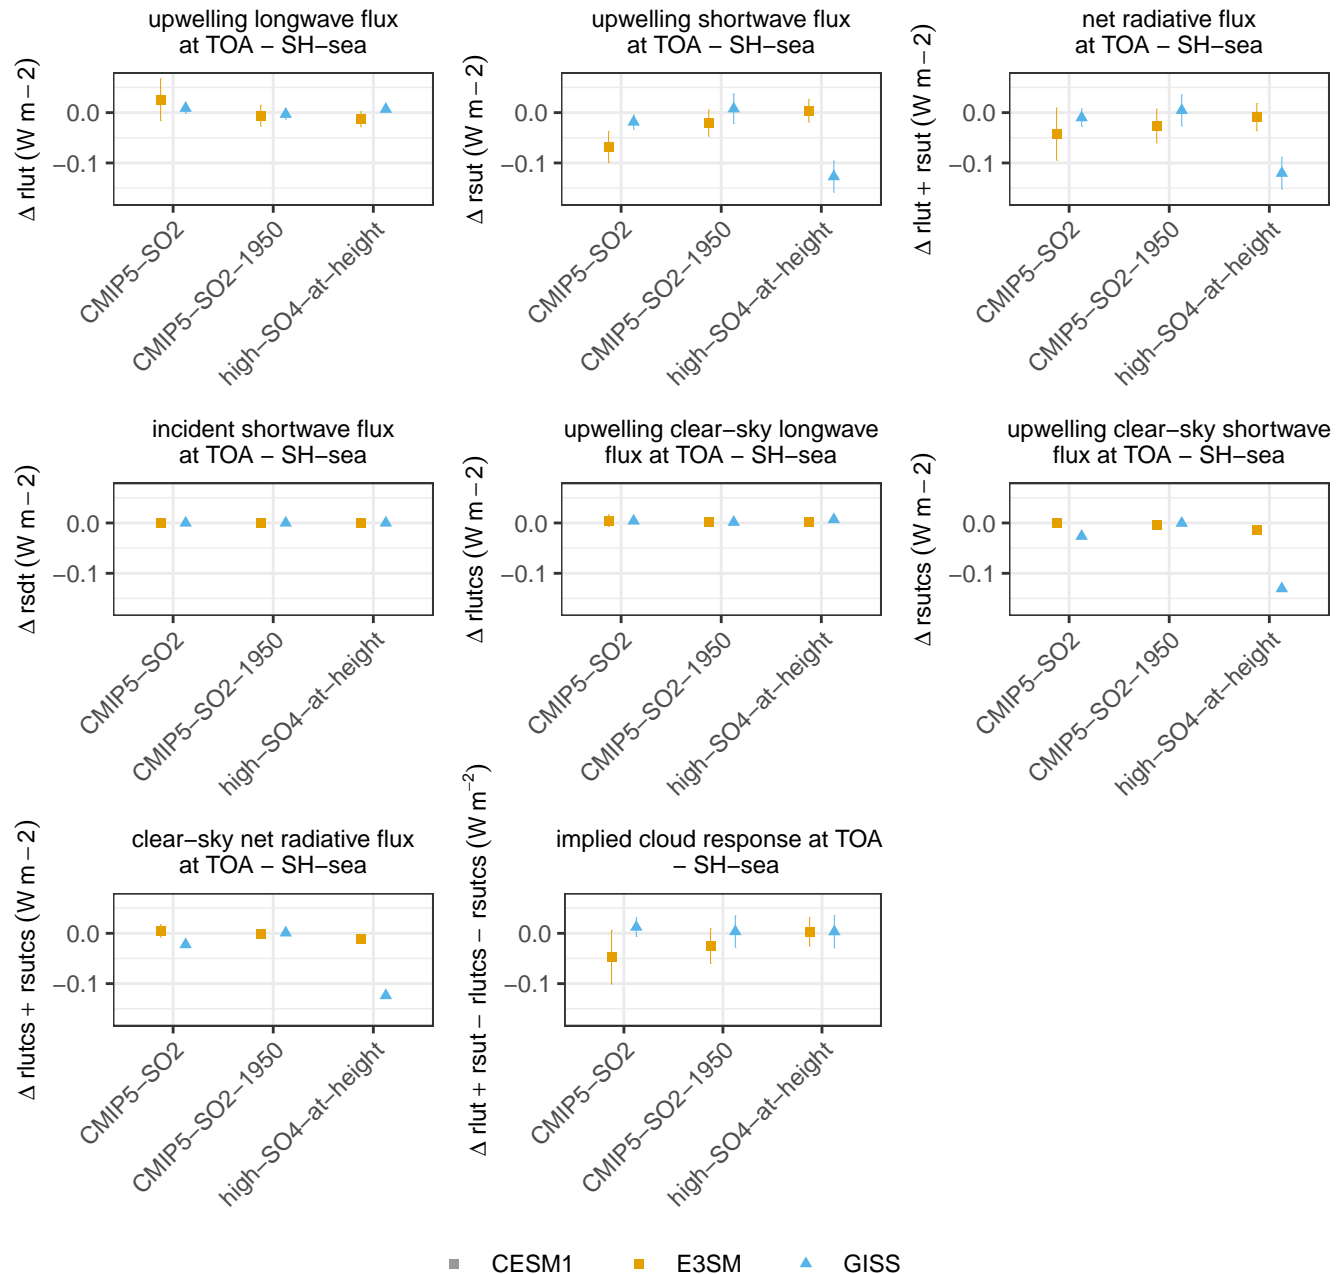 upwelling longwave flux
at TOA − SH−sea
Δ rlut (W m − 2)
0.0
−0.1
CMIP5−SO2
CMIP5−SO2−1950
high−SO4−at−height
upwelling shortwave flux
at TOA − SH−sea
Δ rsut (W m − 2)
0.0
−0.1
CMIP5−SO2
CMIP5−SO2−1950
high−SO4−at−height
net radiative flux
at TOA − SH−sea
Δ rlut + rsut (W m − 2)
0.0
−0.1
CMIP5−SO2
CMIP5−SO2−1950
high−SO4−at−height
incident shortwave flux
at TOA − SH−sea
Δ rsdt (W m − 2)
0.0
−0.1
CMIP5−SO2
CMIP5−SO2−1950
high−SO4−at−height
upwelling clear−sky longwave
flux at TOA − SH−sea
Δ rlutcs (W m − 2)
0.0
−0.1
CMIP5−SO2
CMIP5−SO2−1950
high−SO4−at−height
upwelling clear−sky shortwave
flux at TOA − SH−sea
Δ rsutcs (W m − 2)
0.0
−0.1
CMIP5−SO2
CMIP5−SO2−1950
high−SO4−at−height
clear−sky net radiative flux
at TOA − SH−sea
Δ rlutcs + rsutcs (W m − 2)
0.0
−0.1
CMIP5−SO2
CMIP5−SO2−1950
high−SO4−at−height
implied cloud response at TOA
− SH−sea
Δ rlut + rsut − rlutcs − rsutcs (W m⁻²)
0.0
−0.1
CMIP5−SO2
CMIP5−SO2−1950
high−SO4−at−height
CESM1 E3SM GISS